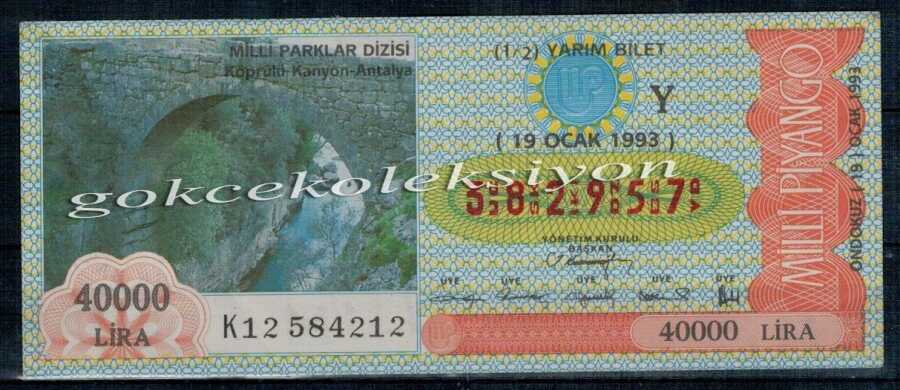 MİLLİ PARKLAR DİZİSİ
Köprülü Kanyon-Antalya
gokcekoleksiyon
40000
LİRA
K12 584212
(1/2) YARIM BİLET
Y
( 19 OCAK 1993 )
582957
YÖNETİM KURULU
BAŞKAN
ÜYE ÜYE ÜYE ÜYE ÜYE
40000 LİRA
MİLLİ PİYANGO
ONDOKUZ | 19 | OCAK 1993